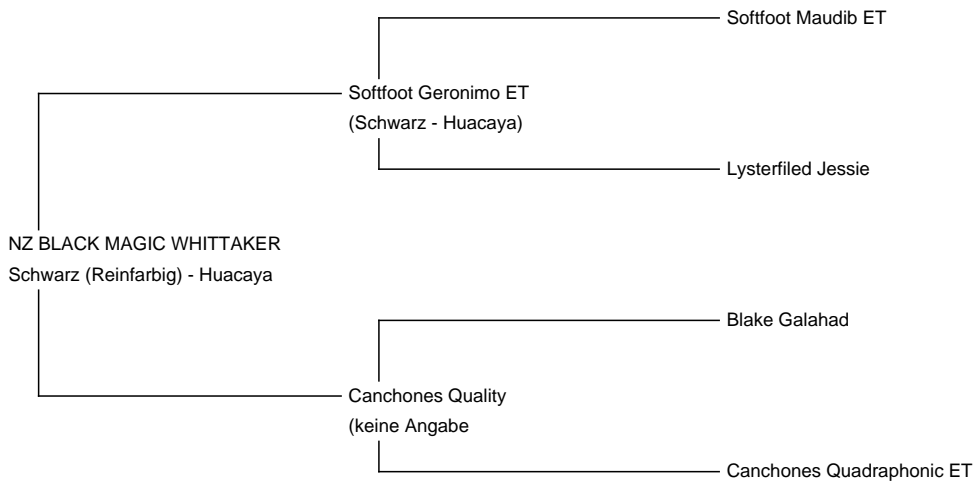 Softfoot Maudib ET
Softfoot Geronimo ET
(Schwarz - Huacaya)
Lysterfiled Jessie
NZ BLACK MAGIC WHITTAKER
Schwarz (Reinfarbig) - Huacaya
Blake Galahad
Canchones Quality
(keine Angabe
Canchones Quadraphonic ET